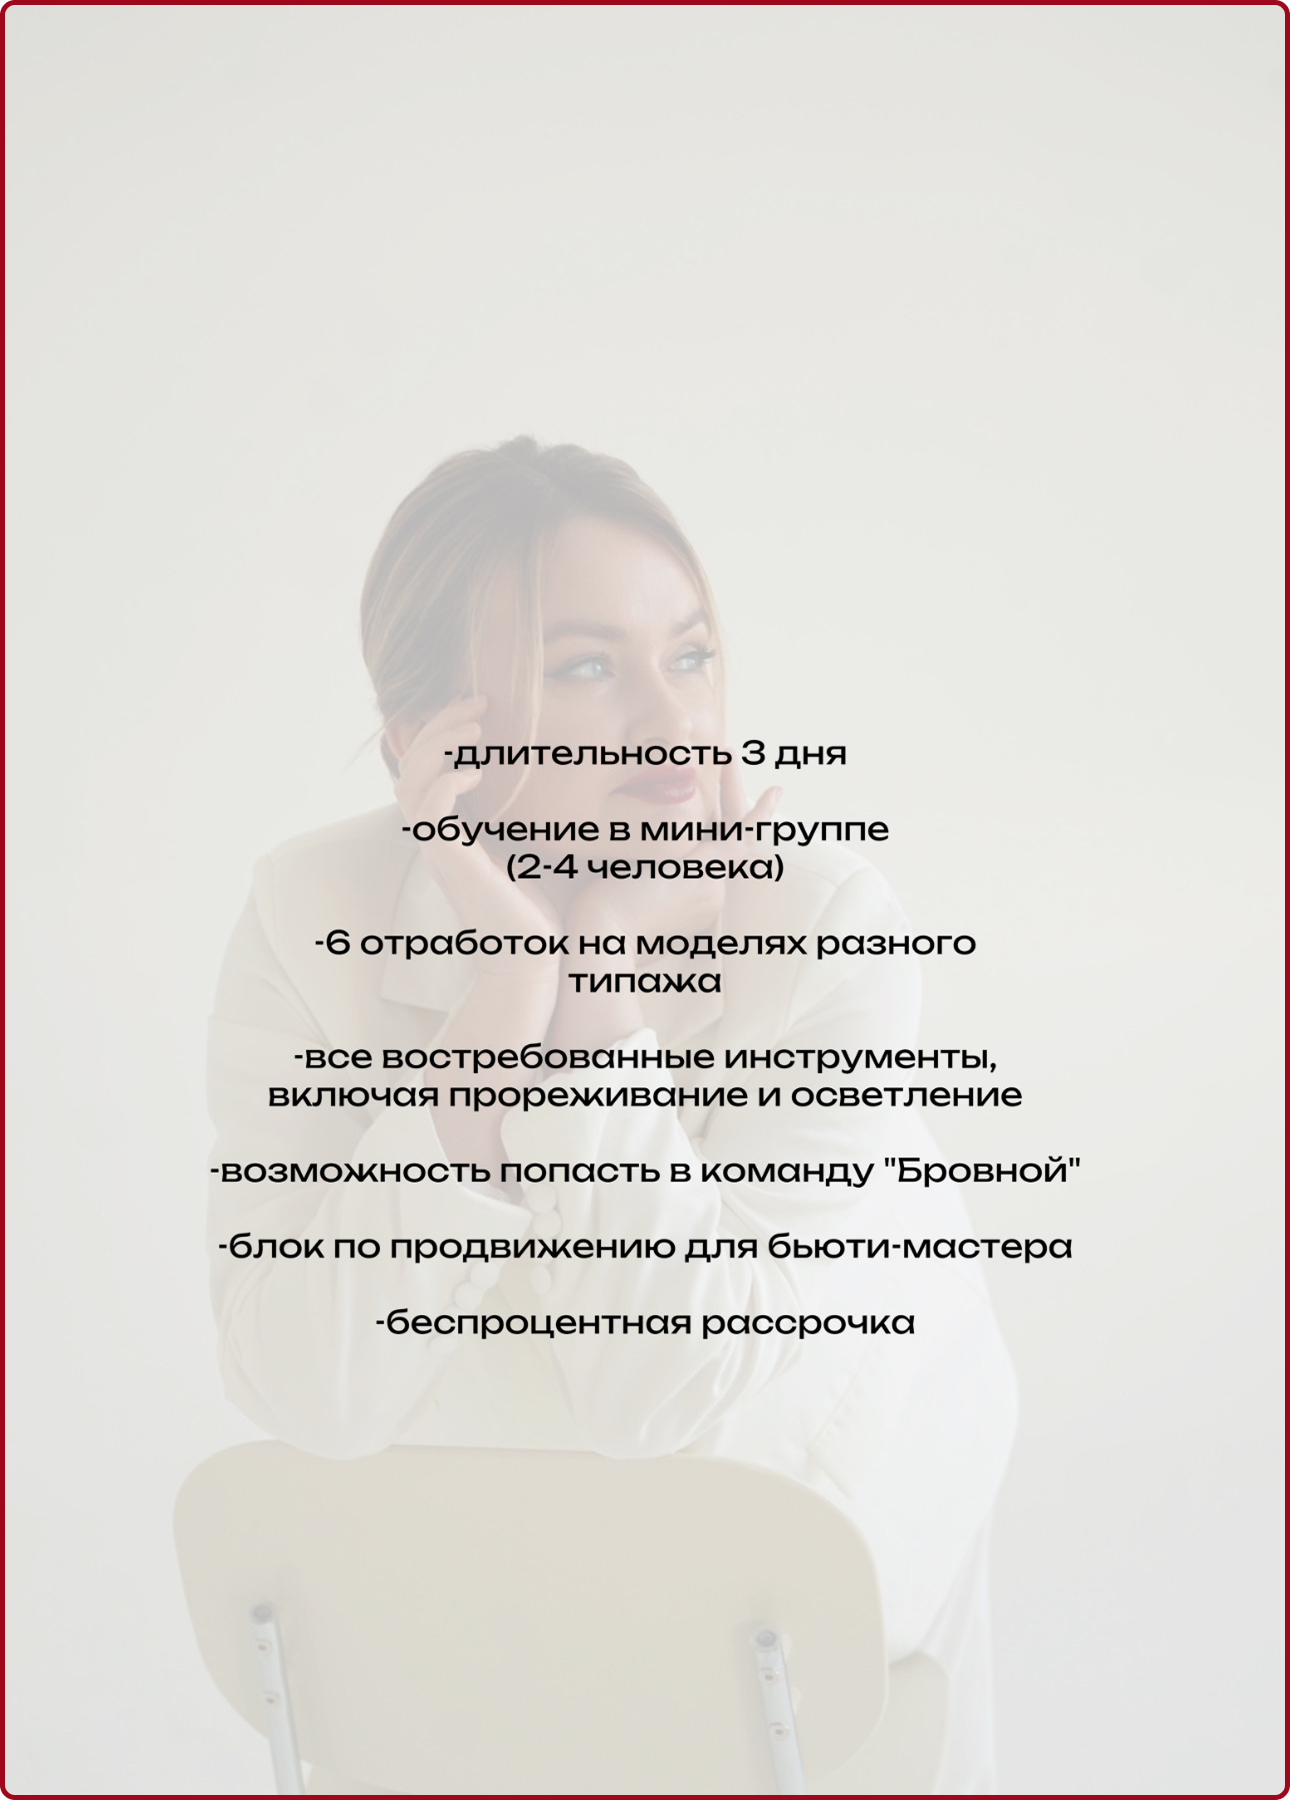 -длительность 3 дня
-обучение в мини-группе
(2-4 человека)
-6 отработок на моделях разного
типажа
-все востребованные инструменты,
включая прореживание и осветление
-возможность попасть в команду "Бровной"
-блок по продвижению для бьюти-мастера
-беспроцентная рассрочка